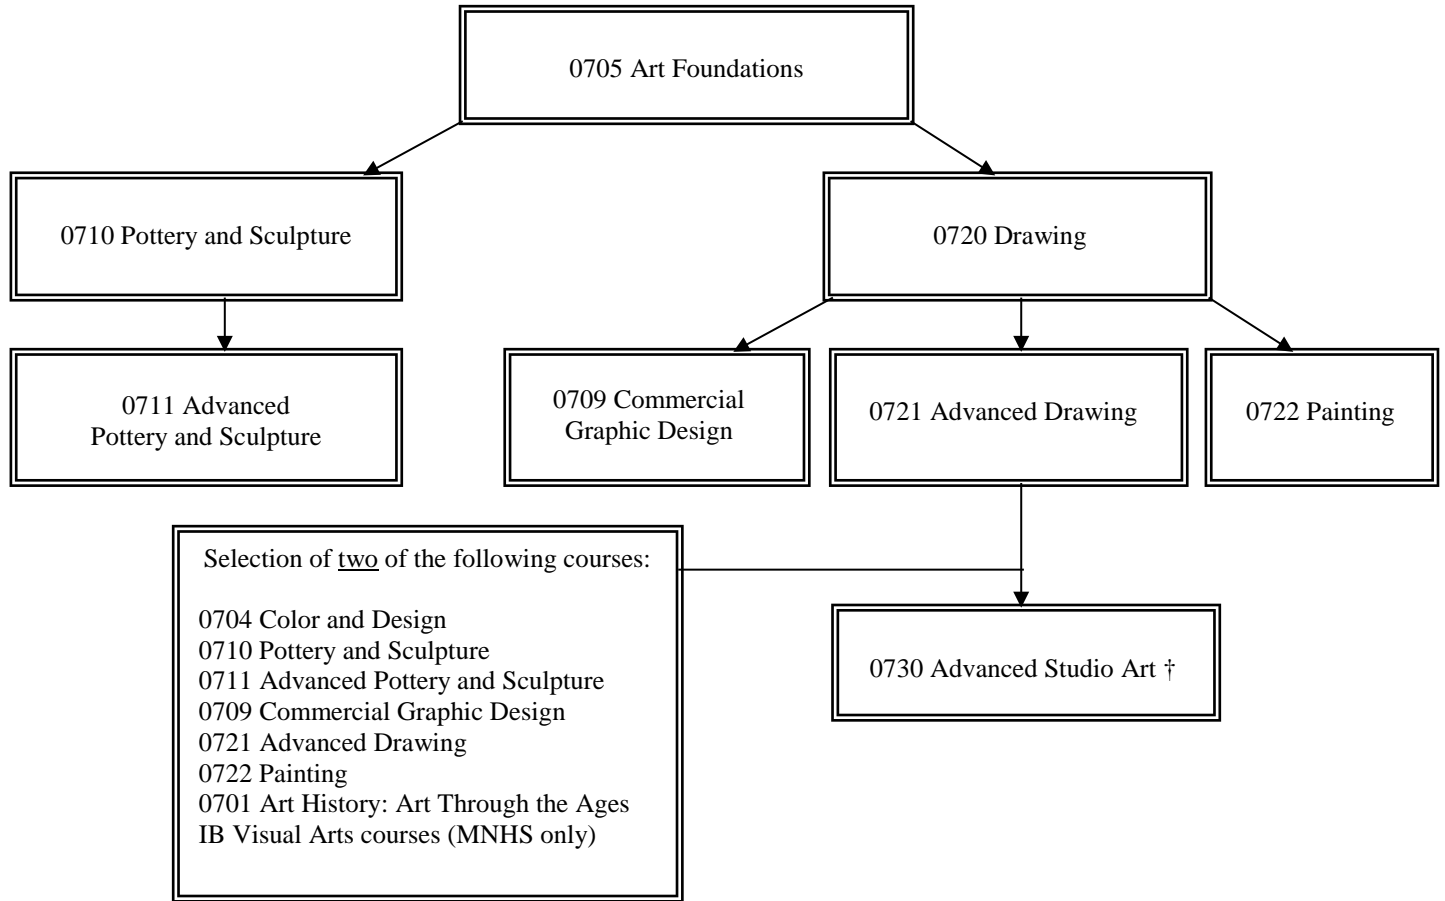 0705 Art Foundations
0710 Pottery and Sculpture
0720 Drawing
0711 Advanced
Pottery and Sculpture
0709 Commercial
Graphic Design
0721 Advanced Drawing
0722 Painting
Selection of two of the following courses:
0704 Color and Design
0710 Pottery and Sculpture
0711 Advanced Pottery and Sculpture
0709 Commercial Graphic Design
0721 Advanced Drawing
0722 Painting
0701 Art History: Art Through the Ages
IB Visual Arts courses (MNHS only)
0730 Advanced Studio Art †